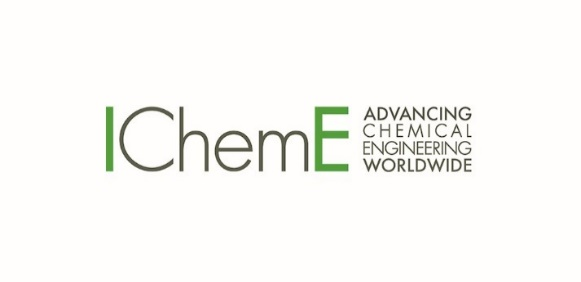 IChemE
ADVANCING
CHEMICAL
ENGINEERING
WORLDWIDE